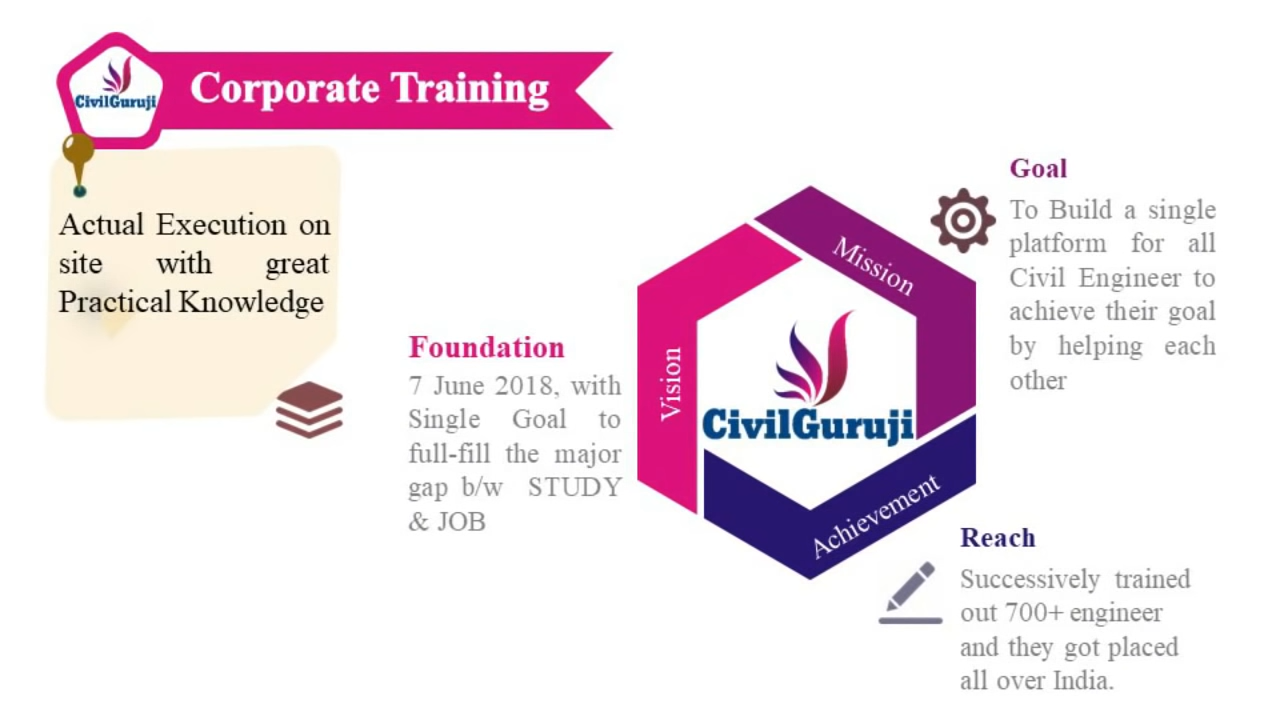 CivilGuruji
Corporate Training
Actual Execution on
site with great
Practical Knowledge
Foundation
7 June 2018, with
Single Goal to
full-fill the major
gap b/w STUDY
& JOB
Vision
Mission
CivilGuruji
Achievement
Goal
To Build a single
platform for all
Civil Engineer to
achieve their goal
by helping each
other
Reach
Successively trained
out 700+ engineer
and they got placed
all over India.